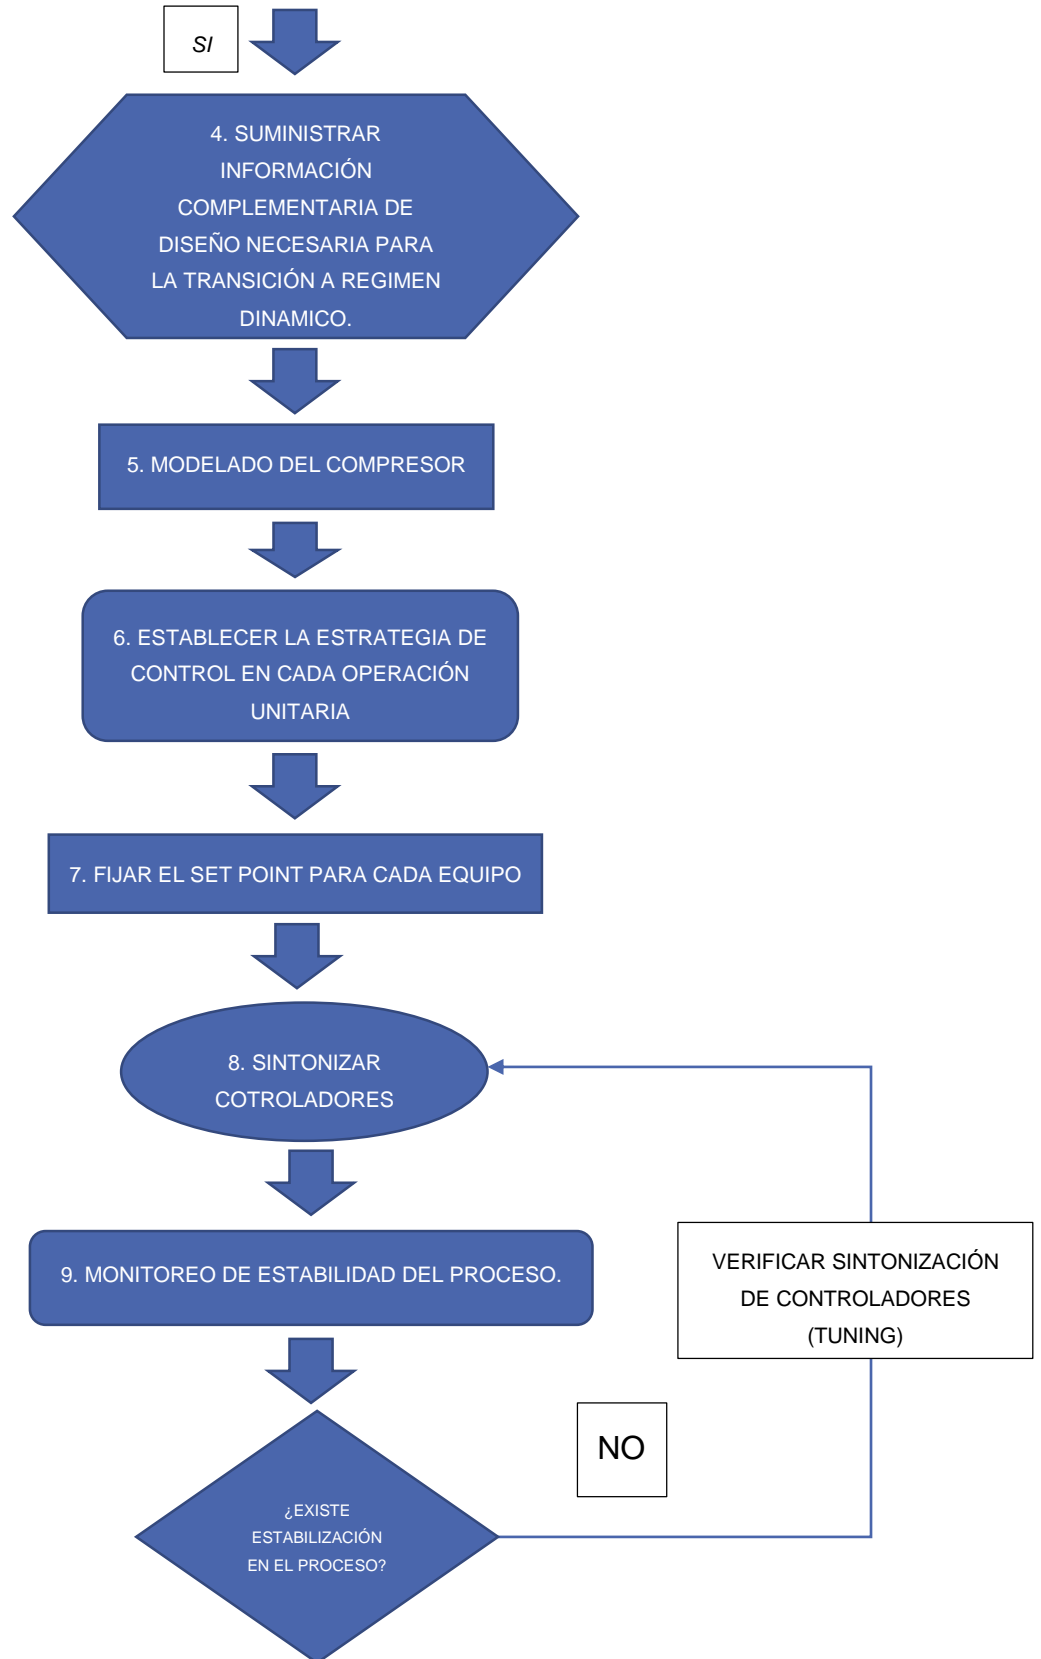 SI
4. SUMINISTRAR
INFORMACIÓN
COMPLEMENTARIA DE
DISEÑO NECESARIA PARA
LA TRANSICIÓN A REGIMEN
DINAMICO.
5. MODELADO DEL COMPRESOR
6. ESTABLECER LA ESTRATEGIA DE
CONTROL EN CADA OPERACIÓN
UNITARIA
7. FIJAR EL SET POINT PARA CADA EQUIPO
8. SINTONIZAR
COTROLADORES
9. MONITOREO DE ESTABILIDAD DEL PROCESO.
VERIFICAR SINTONIZACIÓN
DE CONTROLADORES
(TUNING)
NO
¿EXISTE
ESTABILIZACIÓN
EN EL PROCESO?